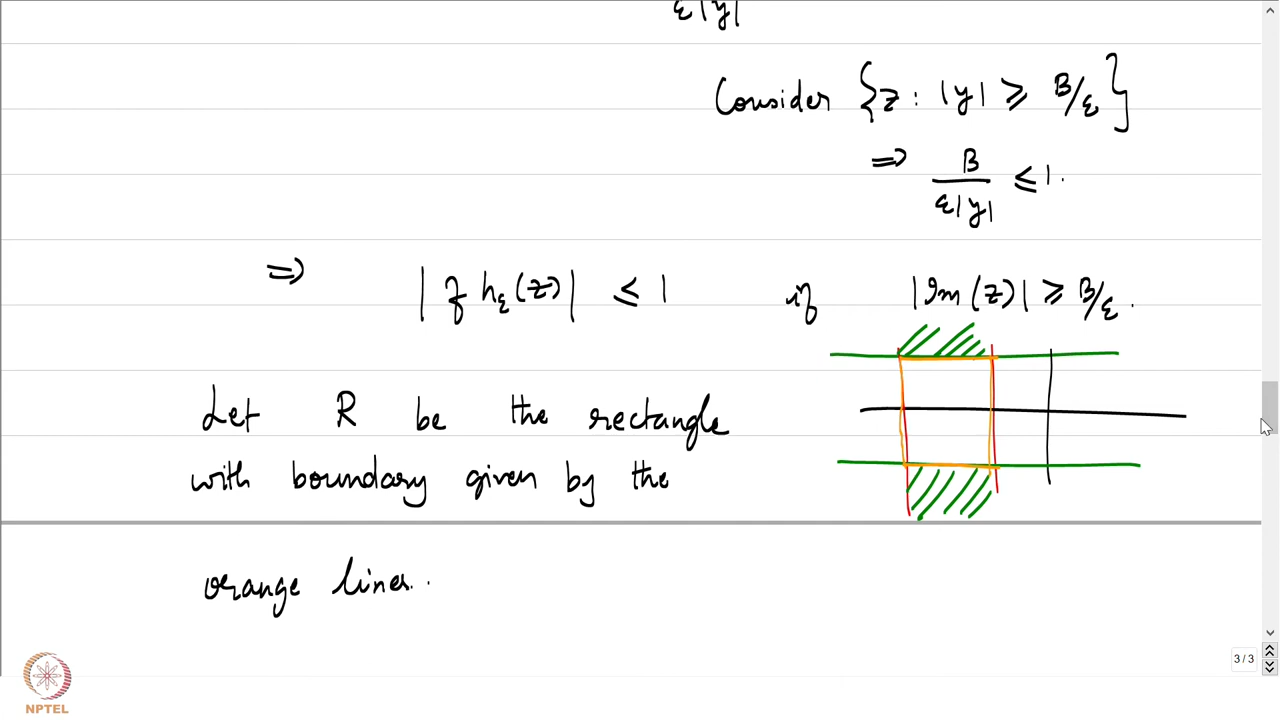 ε|y|
Consider {z : |y| ⩾ B/ε}
⇒ B/ε|y| ⩽ 1.
⇒ |f hε(z)| ⩽ 1 if |Im(z)| ⩾ B/ε.
Let R be the rectangle
with boundary given by the
orange lines.
3 / 3
NPTEL